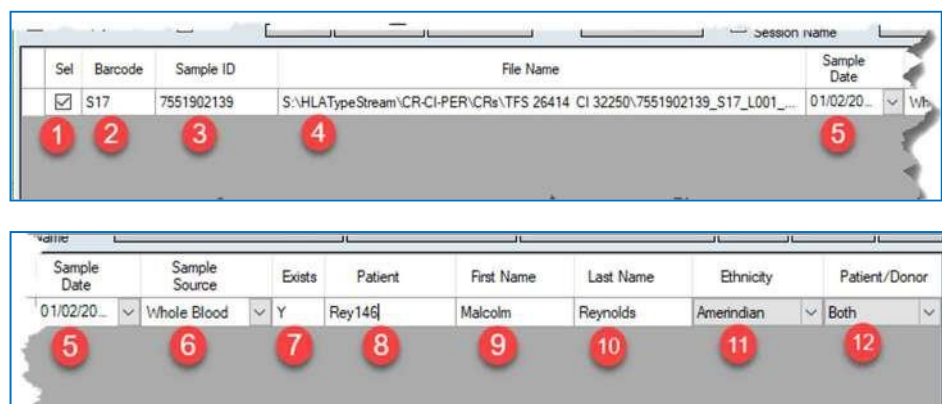 Session Name
Sel Barcode Sample ID File Name Sample Date
S17 7551902139 S:\HLATypeStream\CR-CI-PER\CRs\TFS 26414 CI 32250\7551902139_S17_L001_... 01/02/20... Wh
1 2 3 4 5
Name
Sample Date Sample Source Exists Patient First Name Last Name Ethnicity Patient/Donor
01/02/20... Whole Blood Y Rey146 Malcolm Reynolds Amerindian Both
5 6 7 8 9 10 11 12